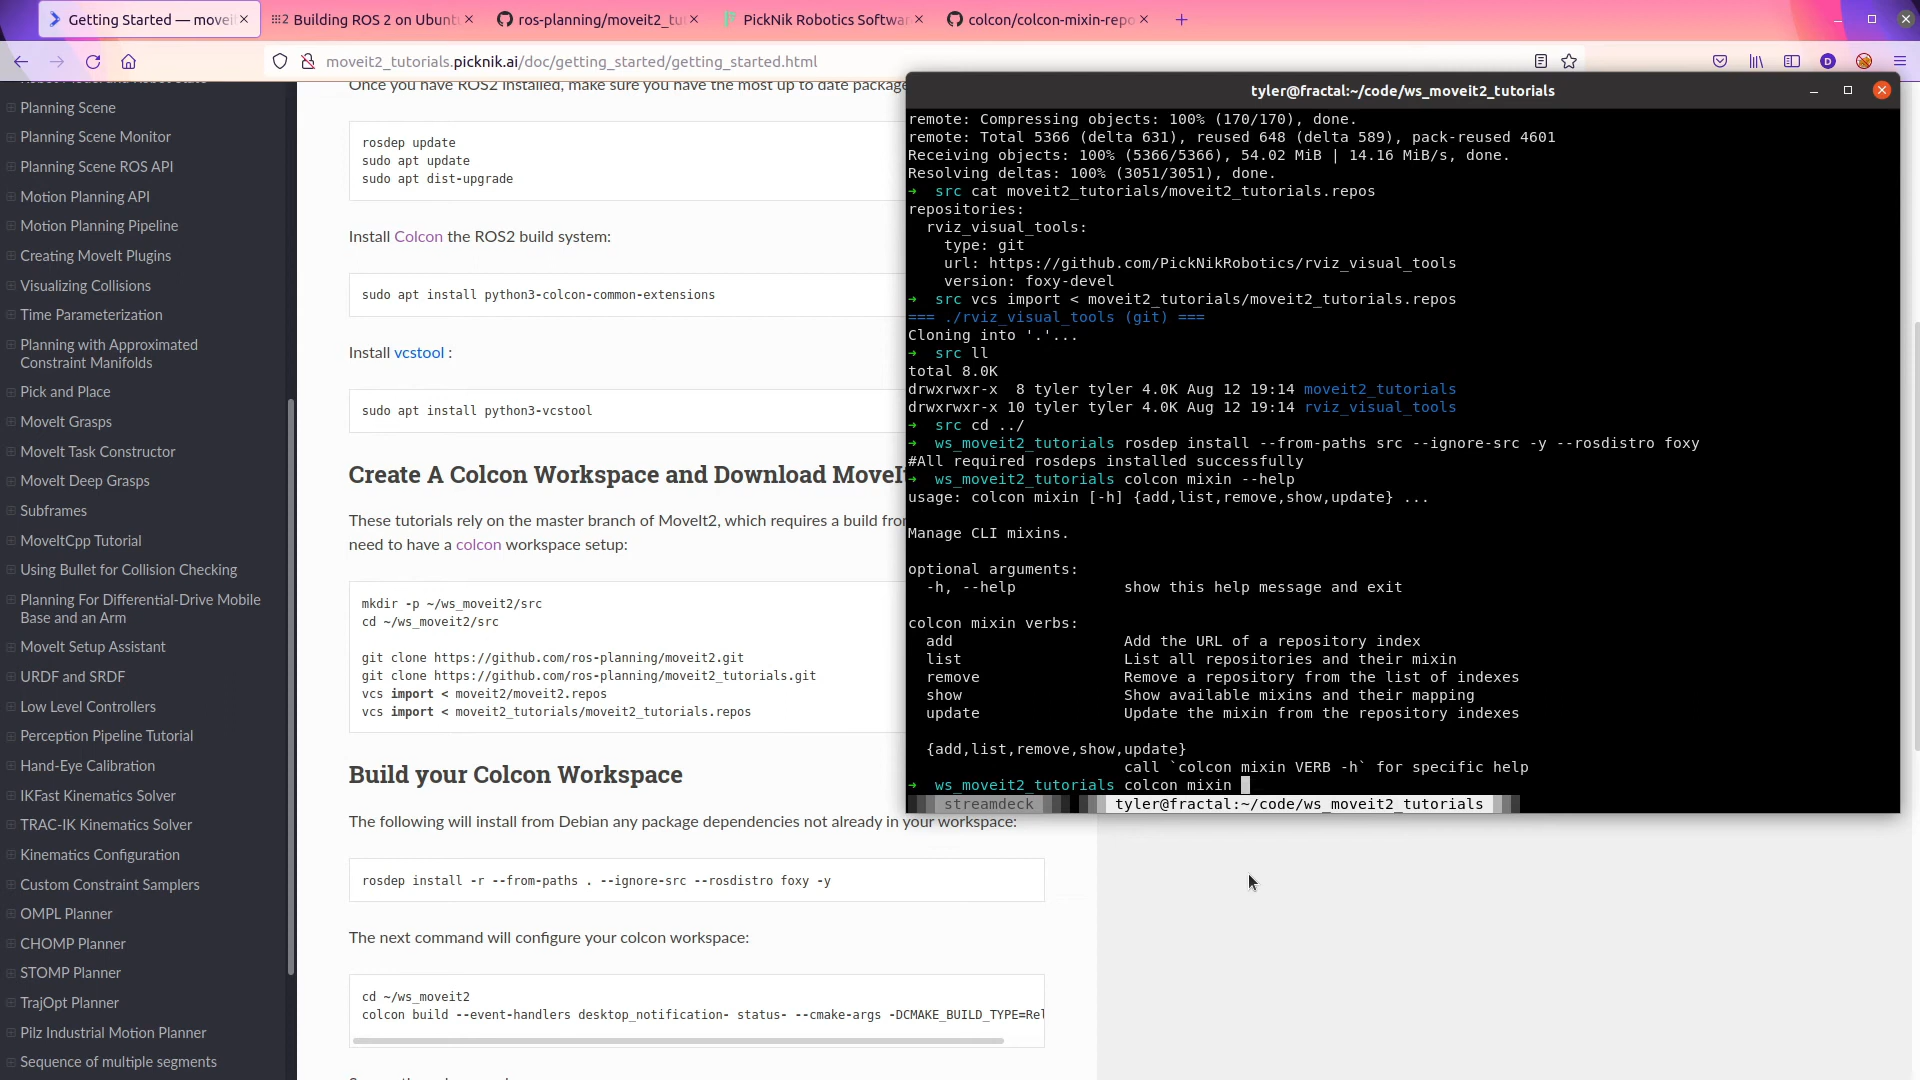 Getting Started — movei
Building ROS 2 on Ubunt
ros-planning/moveit2_tu
PickNik Robotics Softwar
colcon/colcon-mixin-repo
moveit2_tutorials.picknik.ai/doc/getting_started/getting_started.html
Planning Scene
Planning Scene Monitor
Planning Scene ROS API
Motion Planning API
Motion Planning Pipeline
Creating MoveIt Plugins
Visualizing Collisions
Time Parameterization
Planning with Approximated
Constraint Manifolds
Pick and Place
MoveIt Grasps
MoveIt Task Constructor
MoveIt Deep Grasps
Subframes
MoveItCpp Tutorial
Using Bullet for Collision Checking
Planning For Differential-Drive Mobile
Base and an Arm
MoveIt Setup Assistant
URDF and SRDF
Low Level Controllers
Perception Pipeline Tutorial
Hand-Eye Calibration
IKFast Kinematics Solver
TRAC-IK Kinematics Solver
Kinematics Configuration
Custom Constraint Samplers
OMPL Planner
CHOMP Planner
STOMP Planner
TrajOpt Planner
Pilz Industrial Motion Planner
Sequence of multiple segments
Once you have ROS2 installed, make sure you have the most up to date package
rosdep update
sudo apt update
sudo apt dist-upgrade
Install Colcon the ROS2 build system:
sudo apt install python3-colcon-common-extensions
Install vcstool :
sudo apt install python3-vcstool
Create A Colcon Workspace and Download MoveIt
These tutorials rely on the master branch of MoveIt2, which requires a build fro
need to have a colcon workspace setup:
mkdir -p ~/ws_moveit2/src
cd ~/ws_moveit2/src
git clone https://github.com/ros-planning/moveit2.git
git clone https://github.com/ros-planning/moveit2_tutorials.git
vcs import < moveit2/moveit2.repos
vcs import < moveit2_tutorials/moveit2_tutorials.repos
Build your Colcon Workspace
The following will install from Debian any package dependencies not already in your workspace:
rosdep install -r --from-paths . --ignore-src --rosdistro foxy -y
The next command will configure your colcon workspace:
cd ~/ws_moveit2
colcon build --event-handlers desktop_notification- status- --cmake-args -DCMAKE_BUILD_TYPE=Rel
tyler@fractal:~/code/ws_moveit2_tutorials
remote: Compressing objects: 100% (170/170), done.
remote: Total 5366 (delta 631), reused 648 (delta 589), pack-reused 4601
Receiving objects: 100% (5366/5366), 54.02 MiB | 14.16 MiB/s, done.
Resolving deltas: 100% (3051/3051), done.
➜  src cat moveit2_tutorials/moveit2_tutorials.repos
repositories:
  rviz_visual_tools:
    type: git
    url: https://github.com/PickNikRobotics/rviz_visual_tools
    version: foxy-devel
➜  src vcs import < moveit2_tutorials/moveit2_tutorials.repos
=== ./rviz_visual_tools (git) ===
Cloning into '.'...
➜  src ll
total 8.0K
drwxrwxr-x  8 tyler tyler 4.0K Aug 12 19:14 moveit2_tutorials
drwxrwxr-x 10 tyler tyler 4.0K Aug 12 19:14 rviz_visual_tools
➜  src cd ../
➜  ws_moveit2_tutorials rosdep install --from-paths src --ignore-src -y --rosdistro foxy
#All required rosdeps installed successfully
➜  ws_moveit2_tutorials colcon mixin --help
usage: colcon mixin [-h] {add,list,remove,show,update} ...
Manage CLI mixins.
optional arguments:
  -h, --help            show this help message and exit
colcon mixin verbs:
  add                   Add the URL of a repository index
  list                  List all repositories and their mixin
  remove                Remove a repository from the list of indexes
  show                  Show available mixins and their mapping
  update                Update the mixin from the repository indexes
  {add,list,remove,show,update}
                        call `colcon mixin VERB -h` for specific help
➜  ws_moveit2_tutorials colcon mixin
streamdeck tyler@fractal:~/code/ws_moveit2_tutorials